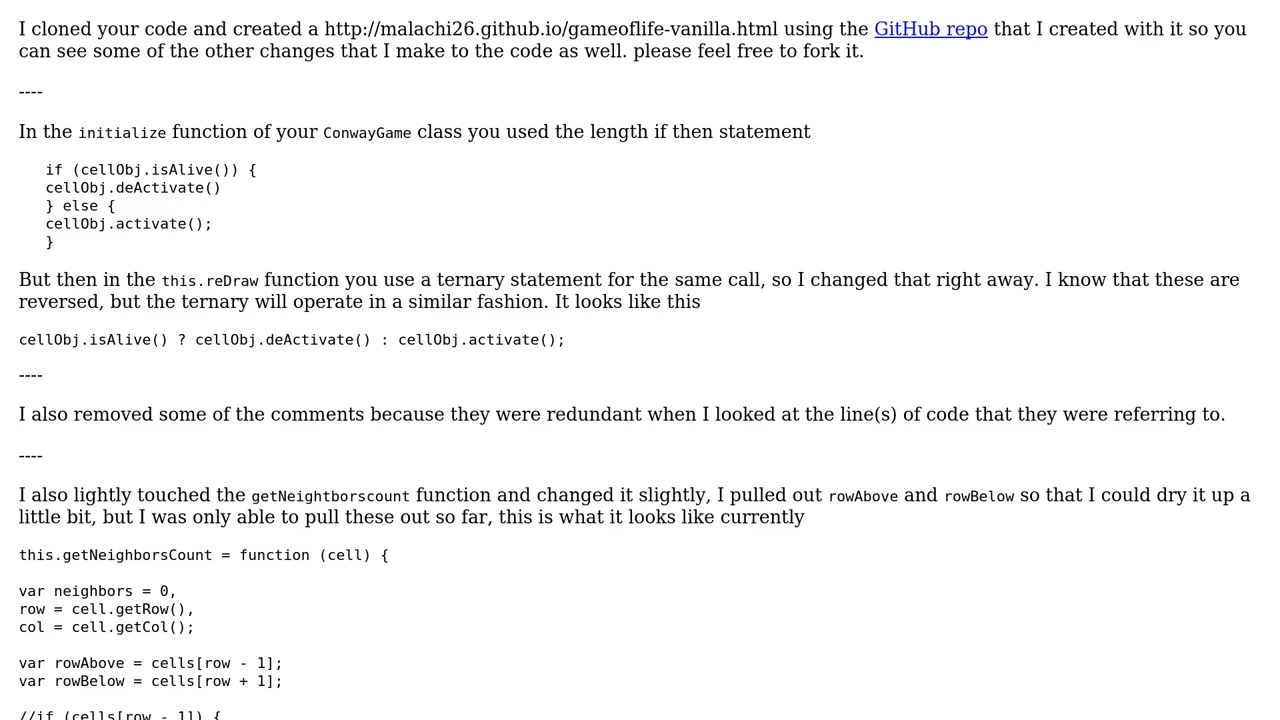 I cloned your code and created a http://malachi26.github.io/gameoflife-vanilla.html using the GitHub repo that I created with it so you
can see some of the other changes that I make to the code as well. please feel free to fork it.
----
In the initialize function of your ConwayGame class you used the length if then statement
if (cellObj.isAlive()) {
cellObj.deActivate()
} else {
cellObj.activate();
}
But then in the this.reDraw function you use a ternary statement for the same call, so I changed that right away. I know that these are
reversed, but the ternary will operate in a similar fashion. It looks like this
cellObj.isAlive() ? cellObj.deActivate() : cellObj.activate();
----
I also removed some of the comments because they were redundant when I looked at the line(s) of code that they were referring to.
----
I also lightly touched the getNeightborscount function and changed it slightly, I pulled out rowAbove and rowBelow so that I could dry it up a
little bit, but I was only able to pull these out so far, this is what it looks like currently
this.getNeighborsCount = function (cell) {
var neighbors = 0,
row = cell.getRow(),
col = cell.getCol();
var rowAbove = cells[row - 1];
var rowBelow = cells[row + 1];
//if (cells[row - 1]) {